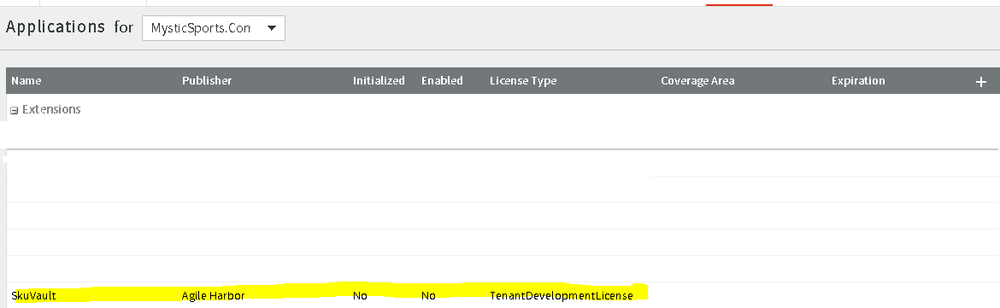 Applications for MysticSports.Com
Name Publisher Initialized Enabled License Type Coverage Area Expiration +
Extensions
SkuVault Agile Harbor No No TenantDevelopmentLicense